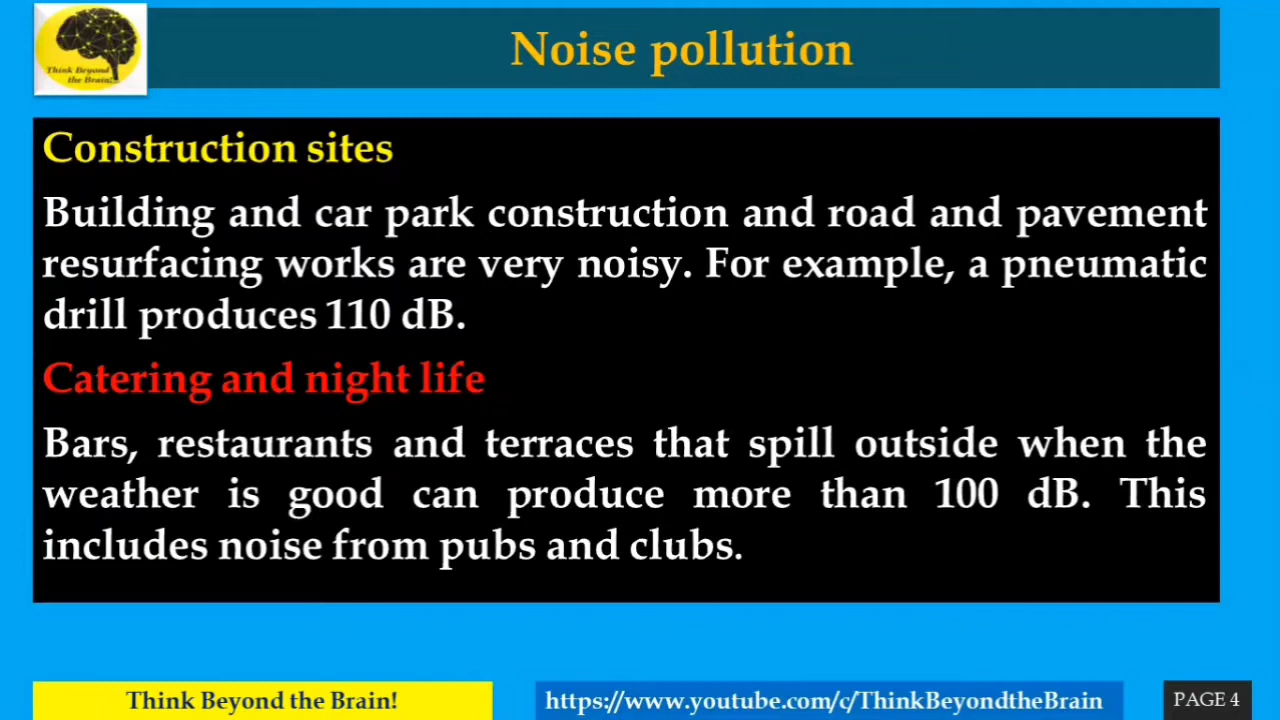 Think Beyond
the Brain!
Noise pollution
Construction sites
Building and car park construction and road and pavement
resurfacing works are very noisy. For example, a pneumatic
drill produces 110 dB.
Catering and night life
Bars, restaurants and terraces that spill outside when the
weather is good can produce more than 100 dB. This
includes noise from pubs and clubs.
Think Beyond the Brain!
https://www.youtube.com/c/ThinkBeyondtheBrain
PAGE 4